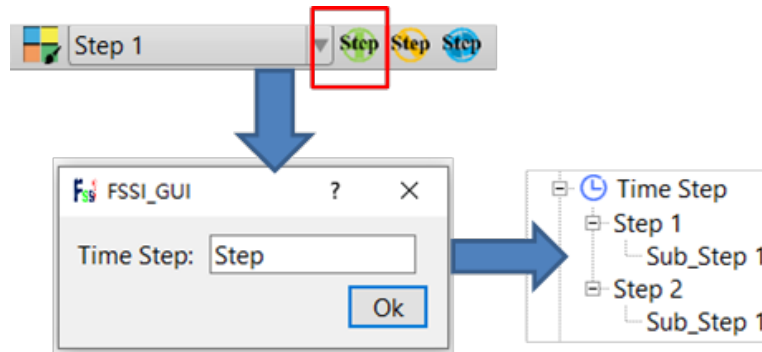 Step 1
Step Step Step
FSSI_GUI ? ×
Time Step: Step
Ok
Time Step
Step 1
Sub_Step 1
Step 2
Sub_Step 1